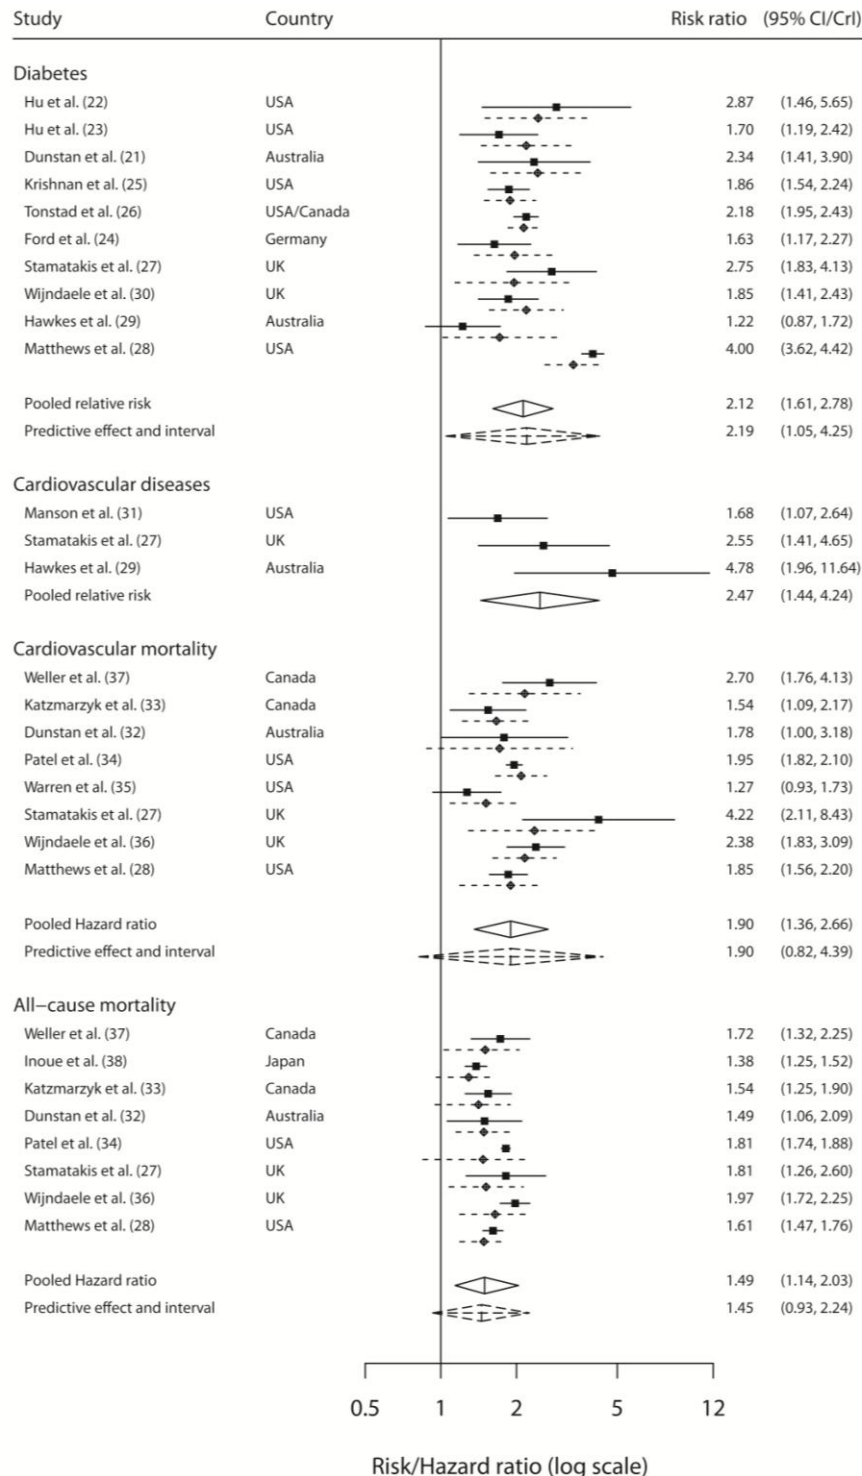 Study Country Risk ratio (95% CI/CrI)
Diabetes
Hu et al. (22) USA 2.87 (1.46, 5.65)
Hu et al. (23) USA 1.70 (1.19, 2.42)
Dunstan et al. (21) Australia 2.34 (1.41, 3.90)
Krishnan et al. (25) USA 1.86 (1.54, 2.24)
Tonstad et al. (26) USA/Canada 2.18 (1.95, 2.43)
Ford et al. (24) Germany 1.63 (1.17, 2.27)
Stamatakis et al. (27) UK 2.75 (1.83, 4.13)
Wijndaele et al. (30) UK 1.85 (1.41, 2.43)
Hawkes et al. (29) Australia 1.22 (0.87, 1.72)
Matthews et al. (28) USA 4.00 (3.62, 4.42)
Pooled relative risk 2.12 (1.61, 2.78)
Predictive effect and interval 2.19 (1.05, 4.25)
Cardiovascular diseases
Manson et al. (31) USA 1.68 (1.07, 2.64)
Stamatakis et al. (27) UK 2.55 (1.41, 4.65)
Hawkes et al. (29) Australia 4.78 (1.96, 11.64)
Pooled relative risk 2.47 (1.44, 4.24)
Cardiovascular mortality
Weller et al. (37) Canada 2.70 (1.76, 4.13)
Katzmarzyk et al. (33) Canada 1.54 (1.09, 2.17)
Dunstan et al. (32) Australia 1.78 (1.00, 3.18)
Patel et al. (34) USA 1.95 (1.82, 2.10)
Warren et al. (35) USA 1.27 (0.93, 1.73)
Stamatakis et al. (27) UK 4.22 (2.11, 8.43)
Wijndaele et al. (36) UK 2.38 (1.83, 3.09)
Matthews et al. (28) USA 1.85 (1.56, 2.20)
Pooled Hazard ratio 1.90 (1.36, 2.66)
Predictive effect and interval 1.90 (0.82, 4.39)
All−cause mortality
Weller et al. (37) Canada 1.72 (1.32, 2.25)
Inoue et al. (38) Japan 1.38 (1.25, 1.52)
Katzmarzyk et al. (33) Canada 1.54 (1.25, 1.90)
Dunstan et al. (32) Australia 1.49 (1.06, 2.09)
Patel et al. (34) USA 1.81 (1.74, 1.88)
Stamatakis et al. (27) UK 1.81 (1.26, 2.60)
Wijndaele et al. (36) UK 1.97 (1.72, 2.25)
Matthews et al. (28) USA 1.61 (1.47, 1.76)
Pooled Hazard ratio 1.49 (1.14, 2.03)
Predictive effect and interval 1.45 (0.93, 2.24)
0.5 1 2 5 12
Risk/Hazard ratio (log scale)